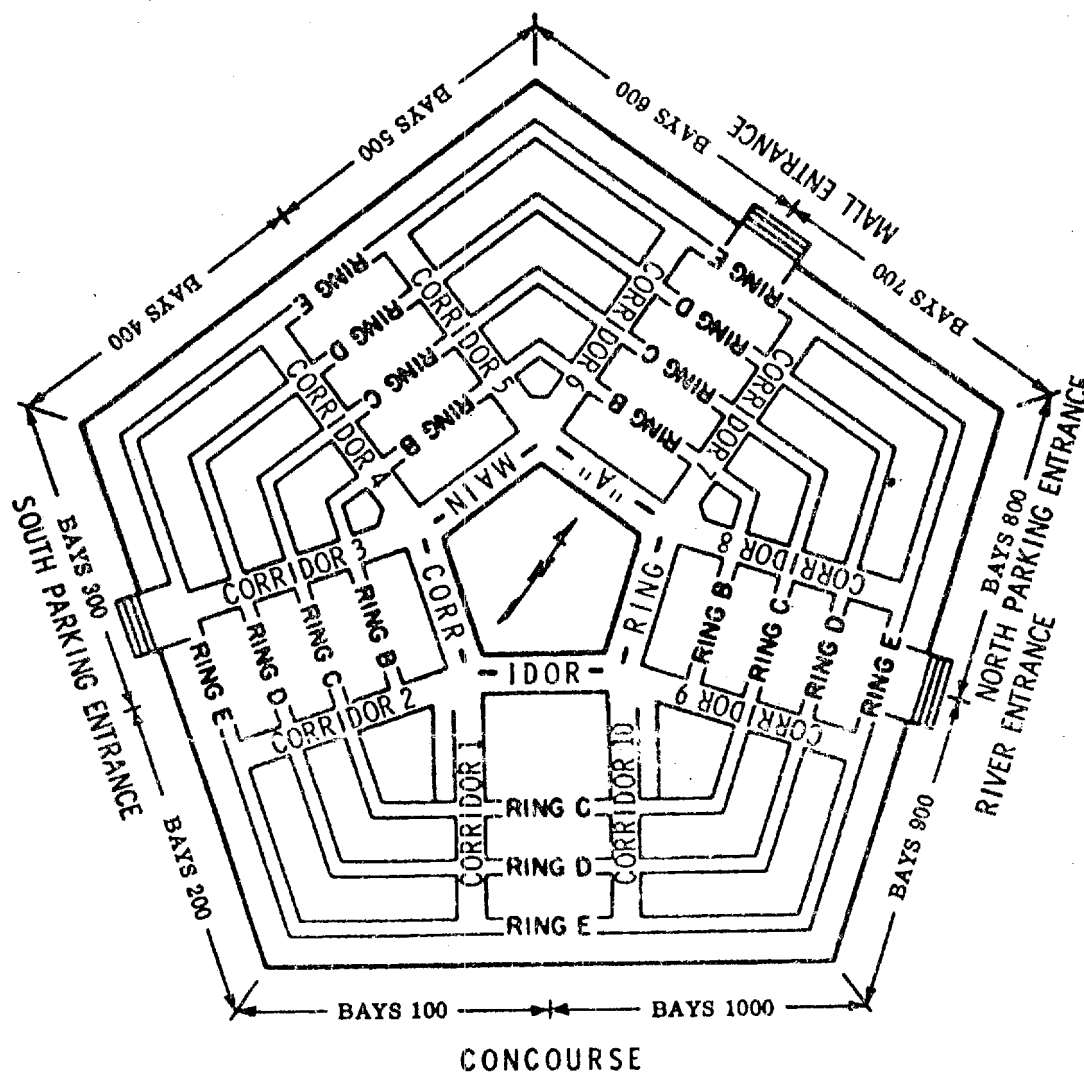 BAYS 500
BAYS 600
MALL ENTRANCE
BAYS 400
BAYS 700
RING E
RING D
RING C
RING B
CORRIDOR 5
CORRIDOR 4
CORRIDOR 6
RING E
RING D
RING C
RING B
CORRIDOR 7
MAIN
"A"
RING
CORR
IDOR
SOUTH PARKING ENTRANCE
BAYS 300
CORRIDOR 3
RING B
RING C
RING D
RING E
CORRIDOR 2
BAYS 200
CORRIDOR 8
RING B
RING C
RING D
RING E
CORRIDOR 9
BAYS 800
NORTH PARKING ENTRANCE
RIVER ENTRANCE
BAYS 900
CORRIDOR 1
CORRIDOR 10
RING C
RING D
RING E
BAYS 100
BAYS 1000
CONCOURSE